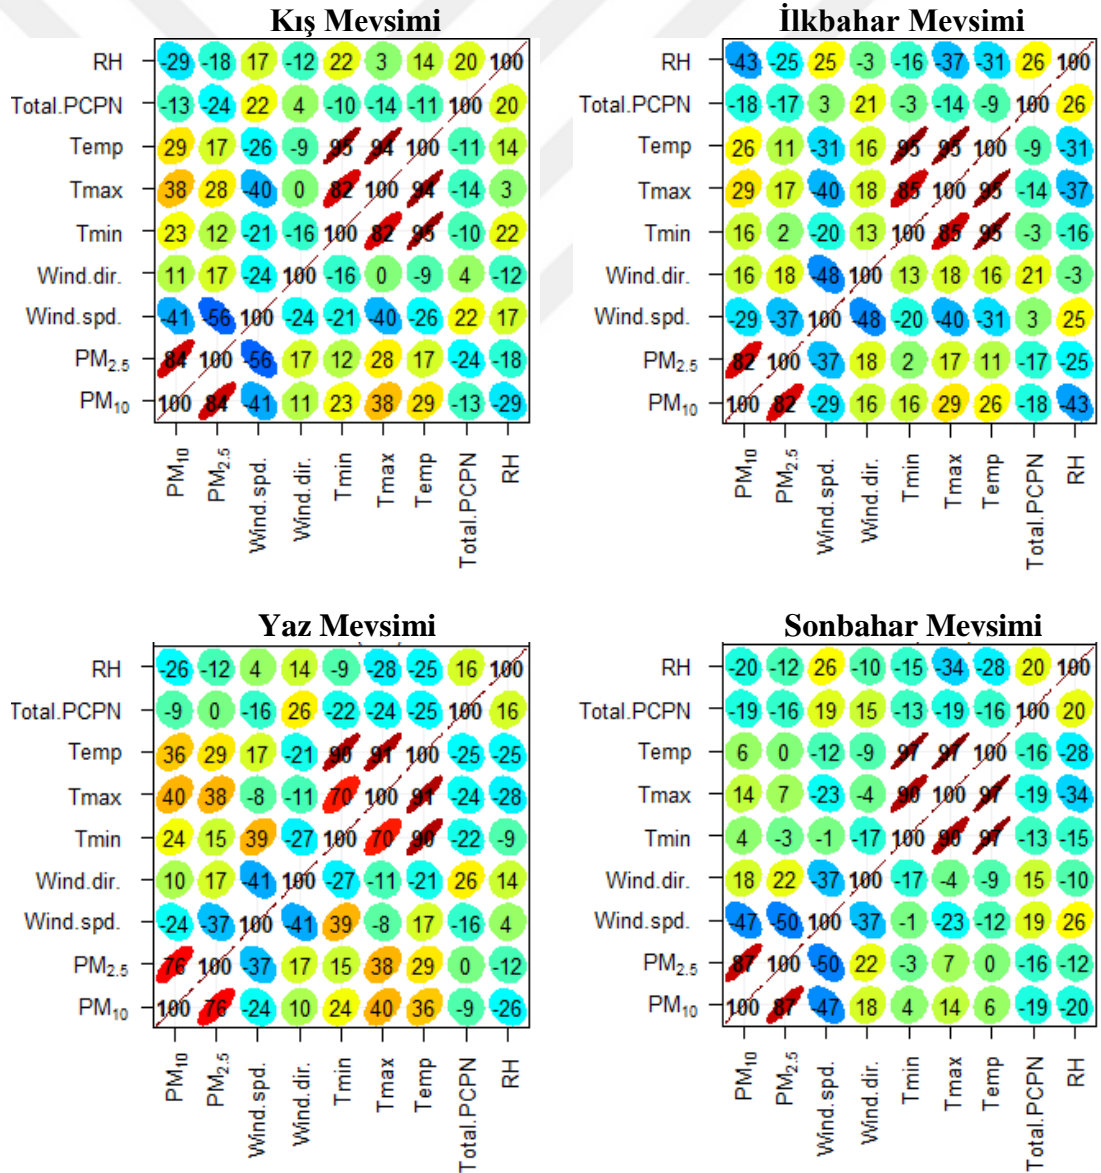 Kış Mevsimi
RH -29 -18 17 -12 22 3 14 20 100
Total.PCPN -13 -24 22 4 -10 -14 -11 100 20
Temp 29 17 -26 -9 95 94 100 -11 14
Tmax 38 28 -40 0 82 100 94 -14 3
Tmin 23 12 -21 -16 100 82 95 -10 22
Wind.dir. 11 17 -24 100 -16 0 -9 4 -12
Wind.spd. -41 -56 100 -24 -21 -40 -26 22 17
PM2.5 84 100 -56 17 12 28 17 -24 -18
PM10 100 84 -41 11 23 38 29 -13 -29
PM10 PM2.5 Wind.spd. Wind.dir. Tmin Tmax Temp Total.PCPN RH
İlkbahar Mevsimi
RH -43 -25 25 -3 -16 -37 -31 26 100
Total.PCPN -18 -17 3 21 -3 -14 -9 100 26
Temp 26 11 -31 16 95 95 100 -9 -31
Tmax 29 17 -40 18 85 100 95 -14 -37
Tmin 16 2 -20 13 100 85 95 -3 -16
Wind.dir. 16 18 -48 100 13 18 16 21 -3
Wind.spd. -29 -37 100 -48 -20 -40 -31 3 25
PM2.5 82 100 -37 18 2 17 11 -17 -25
PM10 100 82 -29 16 16 29 26 -18 -43
PM10 PM2.5 Wind.spd. Wind.dir. Tmin Tmax Temp Total.PCPN RH
Yaz Mevsimi
RH -26 -12 4 14 -9 -28 -25 16 100
Total.PCPN -9 0 -16 26 -22 -24 -25 100 16
Temp 36 29 17 -21 90 91 100 -25 -25
Tmax 40 38 -8 -11 70 100 91 -24 -28
Tmin 24 15 39 -27 100 70 90 -22 -9
Wind.dir. 10 17 -41 100 -27 -11 -21 26 14
Wind.spd. -24 -37 100 -41 39 -8 17 -16 4
PM2.5 76 100 -37 17 15 38 29 0 -12
PM10 100 76 -24 10 24 40 36 -9 -26
PM10 PM2.5 Wind.spd. Wind.dir. Tmin Tmax Temp Total.PCPN RH
Sonbahar Mevsimi
RH -20 -12 26 -10 -15 -34 -28 20 100
Total.PCPN -19 -16 19 15 -13 -19 -16 100 20
Temp 6 0 -12 -9 97 97 100 -16 -28
Tmax 14 7 -23 -4 90 100 97 -19 -34
Tmin 4 -3 -1 -17 100 90 97 -13 -15
Wind.dir. 18 22 -37 100 -17 -4 -9 15 -10
Wind.spd. -47 -50 100 -37 -1 -23 -12 19 26
PM2.5 87 100 -50 22 -3 7 0 -16 -12
PM10 100 87 -47 18 4 14 6 -19 -20
PM10 PM2.5 Wind.spd. Wind.dir. Tmin Tmax Temp Total.PCPN RH